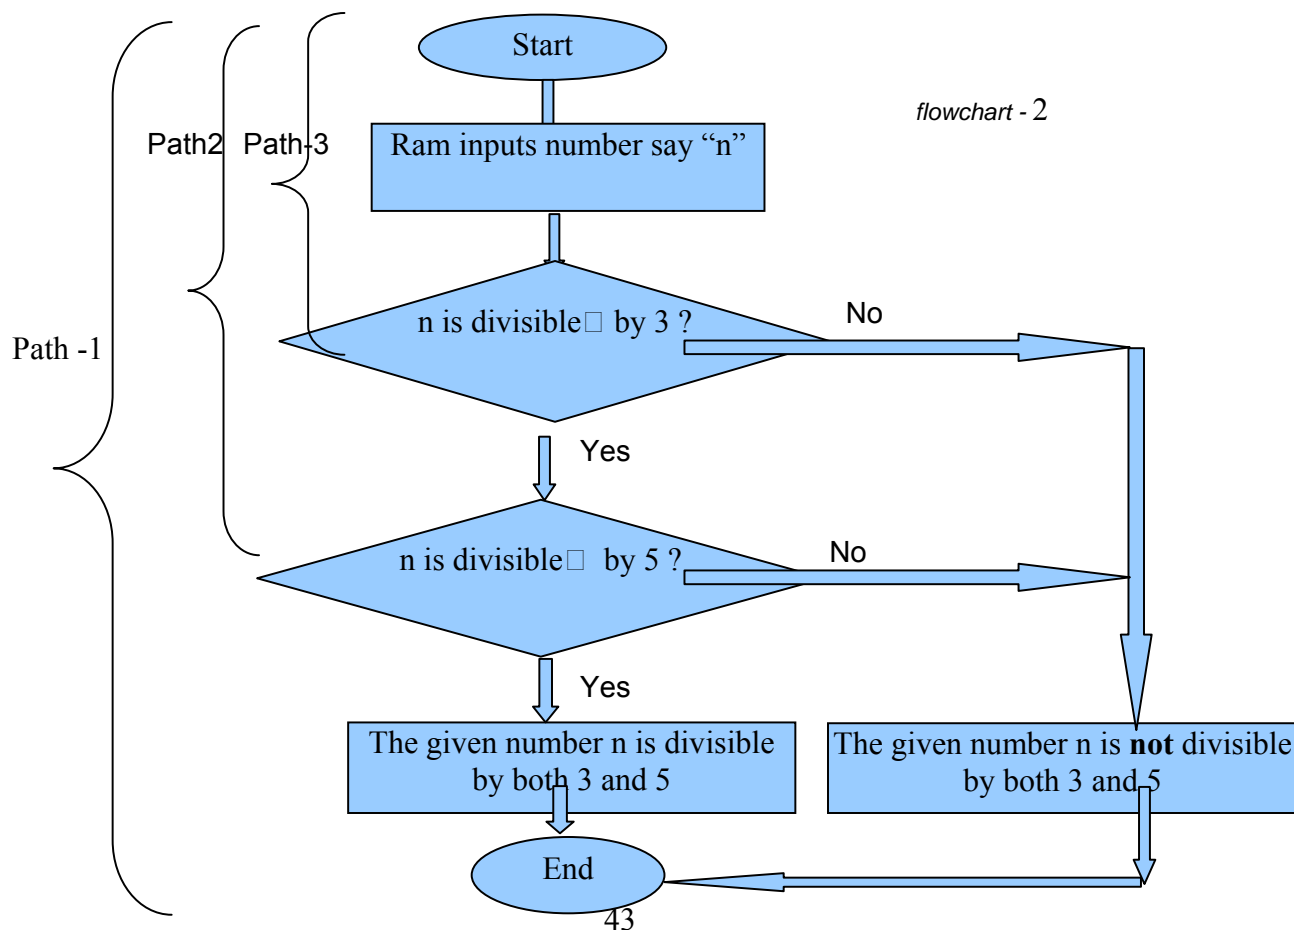 Start
flowchart - 2
Path2
Path-3
Ram inputs number say “n”
n is divisible□ by 3 ?
No
Path -1
Yes
n is divisible□ by 5 ?
No
Yes
The given number n is divisible
by both 3 and 5
The given number n is not divisible
by both 3 and 5
End
43